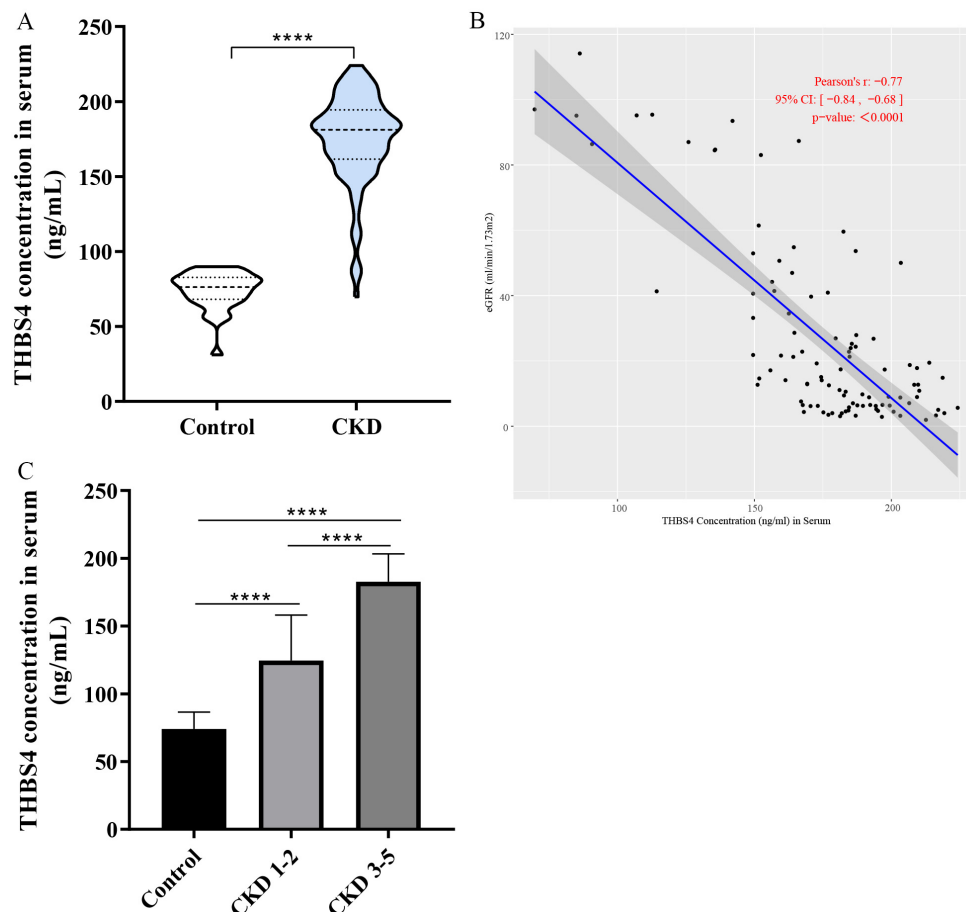 A
THBS4 concentration in serum
(ng/mL)
250
200
150
100
50
0
****
Control
CKD
B
120
80
40
0
eGFR (ml/min/1.73m2)
Pearson's r: −0.77
95% CI: [ −0.84 , −0.68 ]
p−value: <0.0001
100
150
200
THBS4 Concentration (ng/ml) in Serum
C
THBS4 concentration in serum
(ng/mL)
250
200
150
100
50
0
****
****
****
Control
CKD 1-2
CKD 3-5